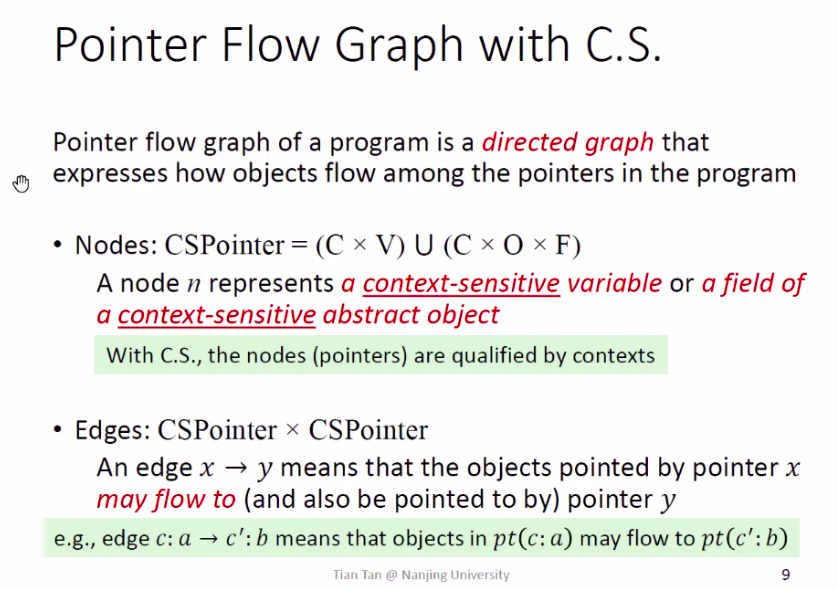 Pointer Flow Graph with C.S.
Pointer flow graph of a program is a directed graph that
expresses how objects flow among the pointers in the program
• Nodes: CSPointer = (C × V) ⋃ (C × O × F)
A node n represents a context-sensitive variable or a field of
a context-sensitive abstract object
With C.S., the nodes (pointers) are qualified by contexts
• Edges: CSPointer × CSPointer
An edge x → y means that the objects pointed by pointer x
may flow to (and also be pointed to by) pointer y
e.g., edge c: a → c′: b means that objects in pt(c: a) may flow to pt(c′: b)
Tian Tan @ Nanjing University
9